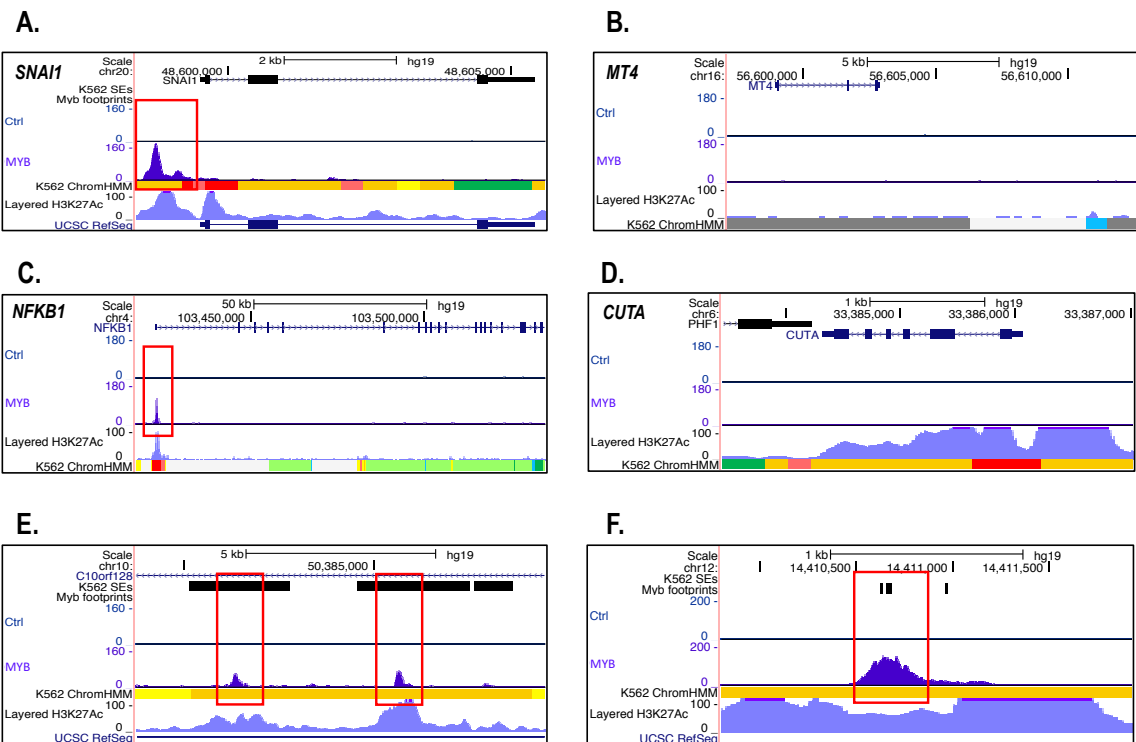 A.
SNAI1
Scale
2 kb
hg19
chr20:
48,600,000
48,605,000
SNAI1
K562 SEs
Myb footprints
Ctrl
160 -
0 _
MYB
160 -
0 _
K562 ChromHMM
Layered H3K27Ac
100 -
0 _
UCSC RefSeq
B.
MT4
Scale
5 kb
hg19
chr16:
56,600,000
56,605,000
56,610,000
MT4
Ctrl
180 -
0 _
MYB
180 -
0 _
Layered H3K27Ac
100 -
0 _
K562 ChromHMM
C.
NFKB1
Scale
50 kb
hg19
chr4:
103,450,000
103,500,000
NFKB1
Ctrl
180 -
0 _
MYB
180 -
0 _
Layered H3K27Ac
100 -
0 _
K562 ChromHMM
D.
CUTA
Scale
1 kb
hg19
chr6:
33,385,000
33,386,000
33,387,000
PHF1
CUTA
Ctrl
180 -
0 _
MYB
180 -
0 _
Layered H3K27Ac
100 -
0 _
K562 ChromHMM
E.
Scale
5 kb
hg19
chr10:
50,385,000
C10orf128
K562 SEs
Myb footprints
Ctrl
160 -
0 _
MYB
160 -
0 _
K562 ChromHMM
Layered H3K27Ac
100 -
0 _
UCSC RefSeq
F.
Scale
1 kb
hg19
chr12:
14,410,500
14,411,000
14,411,500
K562 SEs
Myb footprints
Ctrl
200 -
0 _
MYB
200 -
0 _
K562 ChromHMM
Layered H3K27Ac
100 -
0 _
UCSC RefSeq